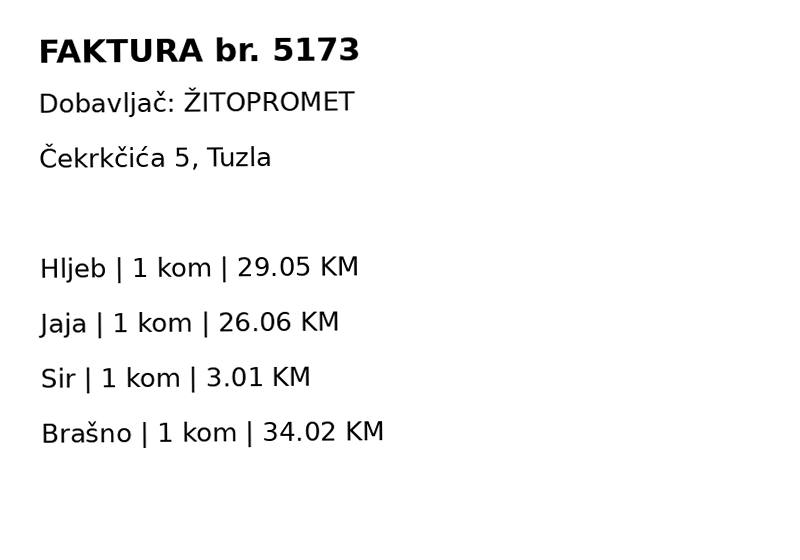 FAKTURA br. 5173
Dobavljač: ŽITOPROMET
Čekrkčića 5, Tuzla
Hljeb | 1 kom | 29.05 KM
Jaja | 1 kom | 26.06 KM
Sir | 1 kom | 3.01 KM
Brašno | 1 kom | 34.02 KM